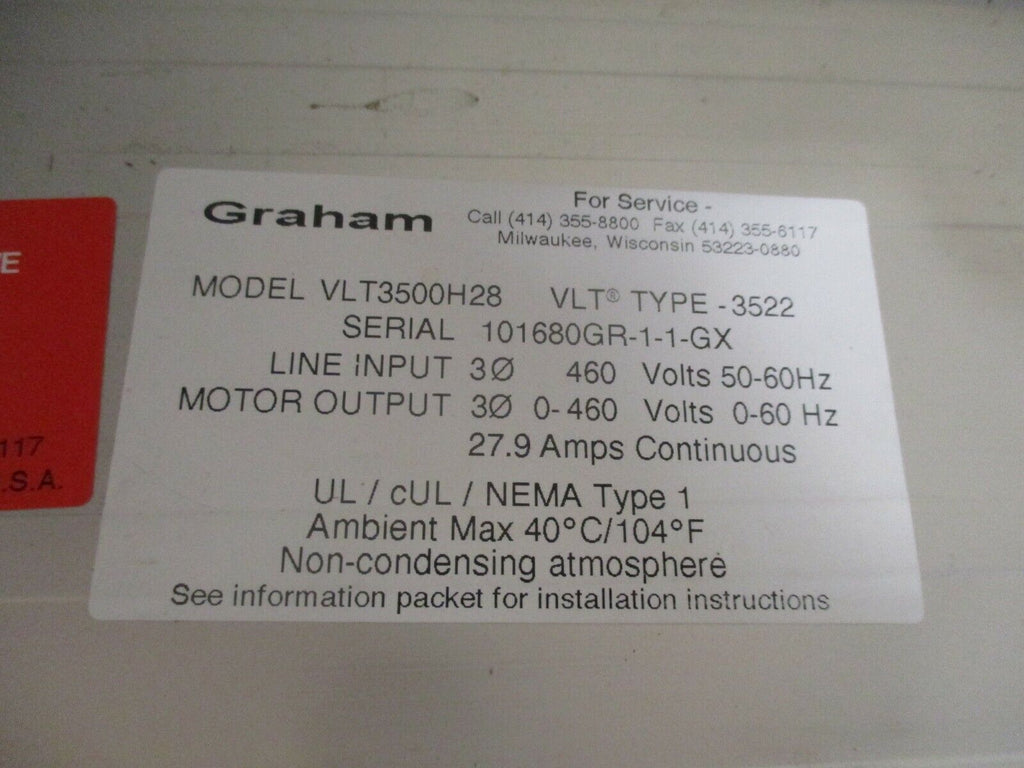 Graham
For Service -
Call (414) 355-8800 Fax (414) 355-6117
Milwaukee, Wisconsin 53223-0880
MODEL VLT3500H28 VLT® TYPE - 3522
SERIAL 101680GR-1-1-GX
LINE INPUT 3Ø 460 Volts 50-60Hz
MOTOR OUTPUT 3Ø 0-460 Volts 0-60 Hz
27.9 Amps Continuous
UL / cUL / NEMA Type 1
Ambient Max 40°C/104°F
Non-condensing atmosphere
See information packet for installation instructions
E
117
.S.A.